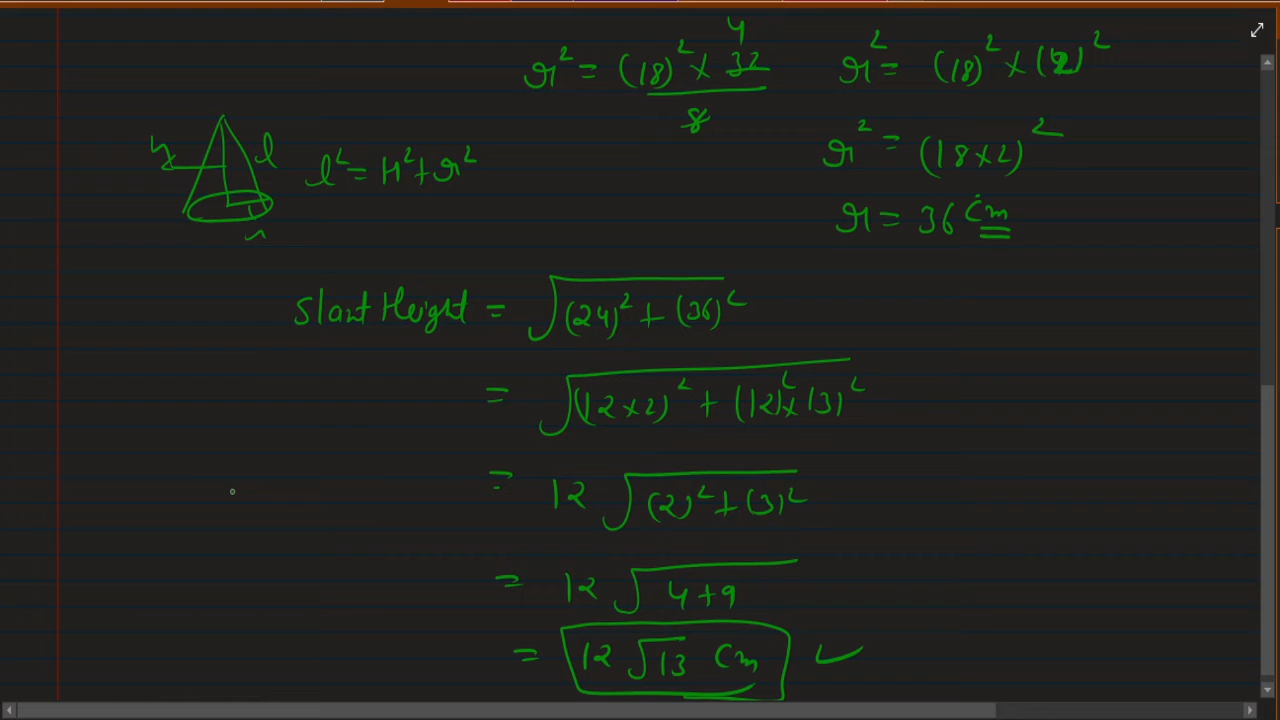 r² = (18)² × 32 4 / 8
r² = (18)² × (2)²
r² = (18×2)²
r = 36 Cm
h l r
l² = H² + r²
Slant Height = √(24)² + (36)²
= √(12×2)² + (12)² × (3)²
= 12 √(2)² + (3)²
= 12 √4+9
= 12 √13 Cm